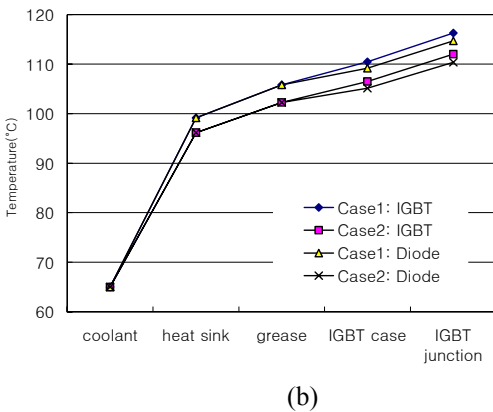 120
110
100
90
80
70
60
Temperature(°C)
Case1: IGBT
Case2: IGBT
Case1: Diode
Case2: Diode
coolant heat sink grease IGBT case IGBT
junction
(b)